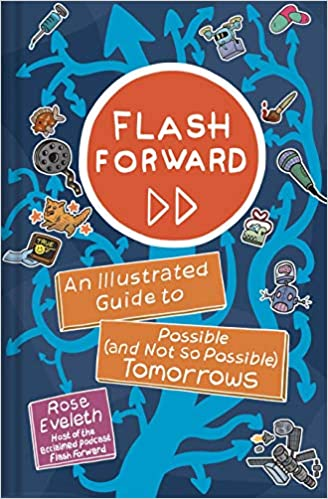 FLASH
FORWARD
An Illustrated
Guide to
Possible
(and Not So Possible)
Tomorrows
Rose
Eveleth
Host of the
Acclaimed Podcast
Flash Forward
TRUE